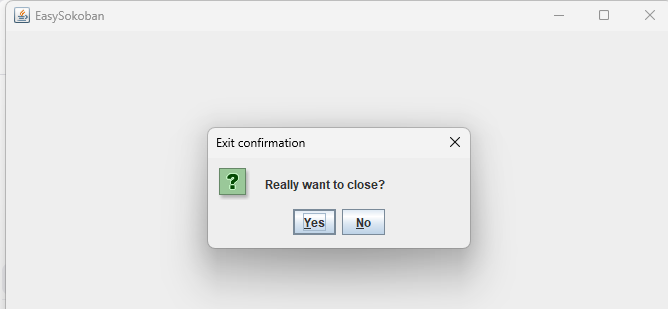 EasySokoban
Exit confirmation
?
Really want to close?
Yes No